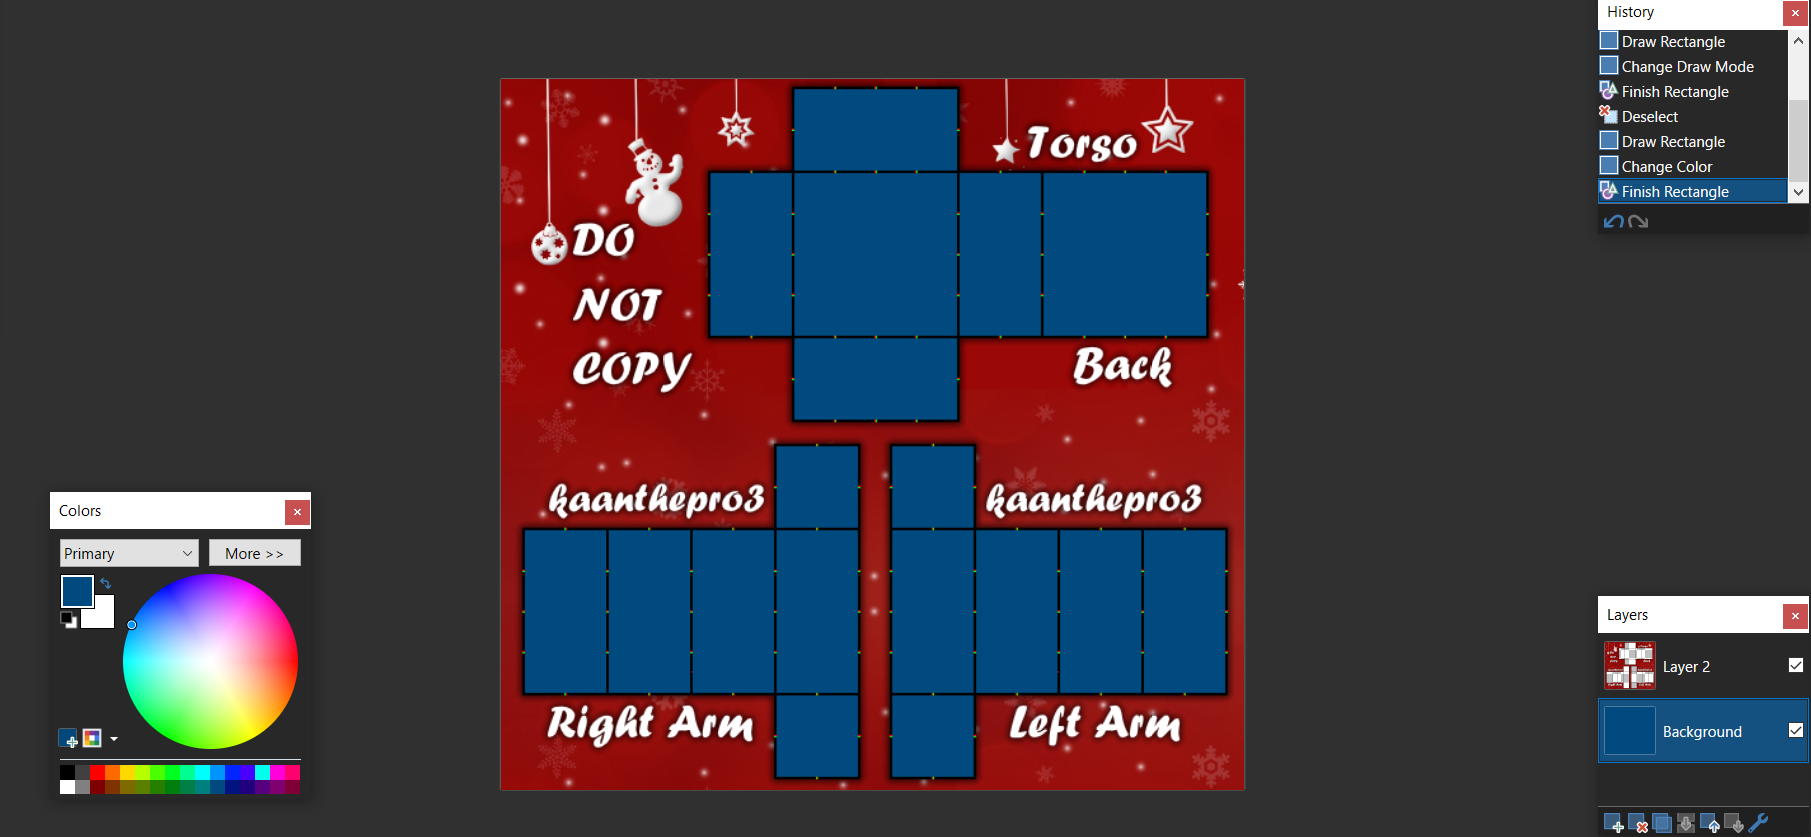 History
Draw Rectangle
Change Draw Mode
Finish Rectangle
Deselect
Draw Rectangle
Change Color
Finish Rectangle
Torso
DO
NOT
COPY
Back
kaanthepro3
kaanthepro3
Right Arm
Left Arm
Colors
Primary
More >>
Layers
Layer 2
Background